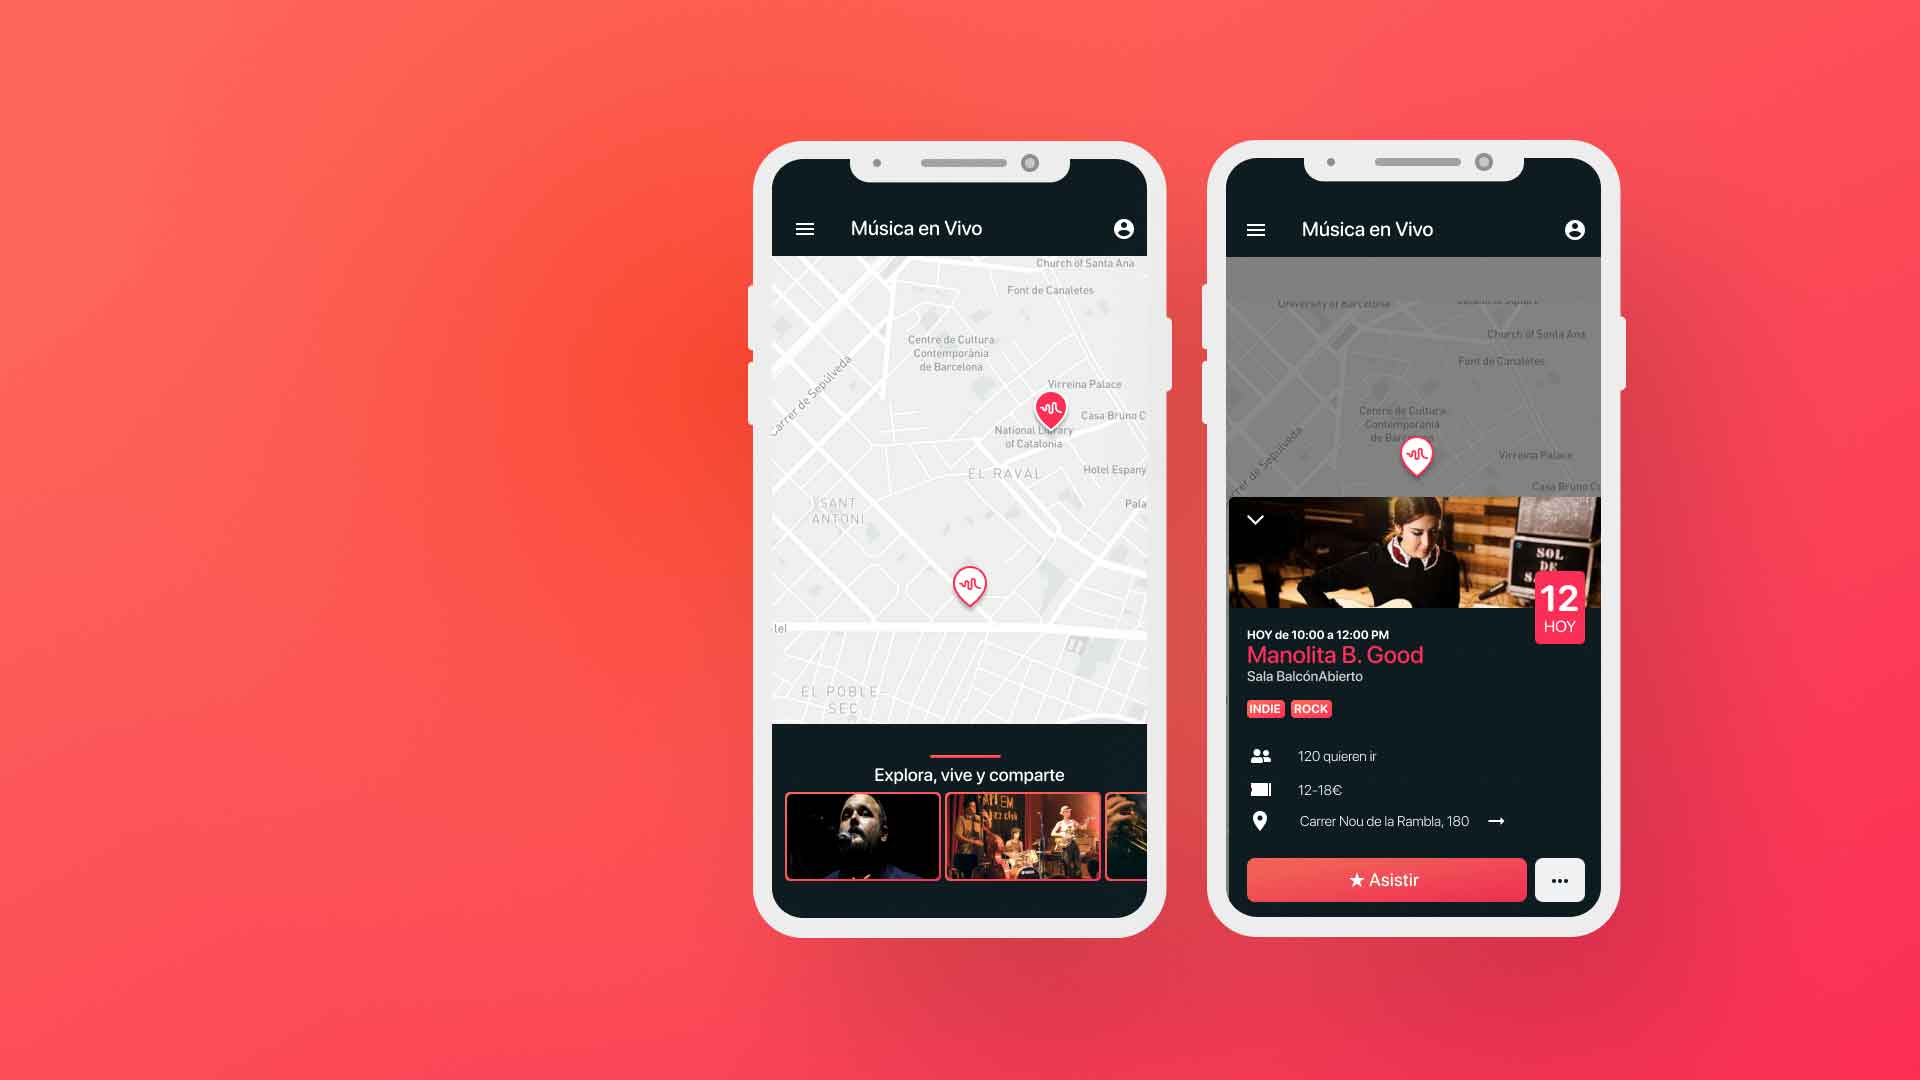 Música en Vivo
Church of Santa Ana
Font de Canaletes
Centre de Cultura
Contemporània
de Barcelona
Carrer de Sepúlveda
Virreina Palace
Casa Bruno C
National Library
of Catalonia
EL RAVAL
Hotel Espany
SANT
ANTONI
Pala
lel
EL POBLE-
SEC
Explora, vive y comparte
Música en Vivo
University of Barcelona
Church of Santa Ana
Font de Canaletes
Centre de Cultura
Contemporània
de Barcelona
rrer de Sepúlveda
Virreina Palace
Casa Bruno C
SOL
DE
12
HOY
HOY de 10:00 a 12:00 PM
Manolita B. Good
Sala BalcónAbierto
INDIE ROCK
120 quieren ir
12-18€
Carrer Nou de la Rambla, 180
Asistir